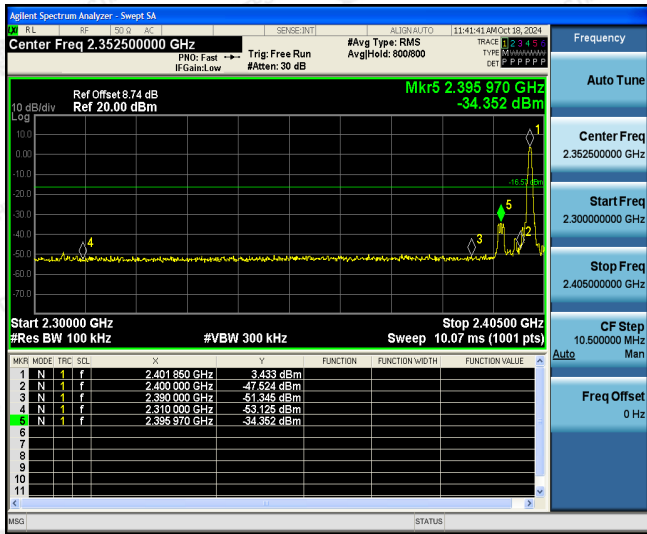 Agilent Spectrum Analyzer - Swept SA
LXI RL RF 50 Ω AC SENSE:INT ALIGNAUTO 11:41:41 AM Oct 18, 2024
Center Freq 2.352500000 GHz
PNO: Fast
IFGain:Low
Trig: Free Run
#Atten: 30 dB
#Avg Type: RMS
Avg|Hold: 800/800
TRACE 1 2 3 4 5 6
TYPE M W W W W W
DET P P P P P P
Ref Offset 8.74 dB
10 dB/div Ref 20.00 dBm
Log
Mkr5 2.395 970 GHz
-34.352 dBm
10.0
0.00
-10.0
-20.0
-30.0
-40.0
-50.0
-60.0
-70.0
1
-16.57 dBm
5
3
2
4
Start 2.30000 GHz Stop 2.40500 GHz
#Res BW 100 kHz #VBW 300 kHz Sweep 10.07 ms (1001 pts)
MKR MODE TRC SCL X Y FUNCTION FUNCTION WIDTH FUNCTION VALUE
1 N 1 f 2.401 850 GHz 3.433 dBm
2 N 1 f 2.400 000 GHz -47.524 dBm
3 N 1 f 2.390 000 GHz -51.345 dBm
4 N 1 f 2.310 000 GHz -53.125 dBm
5 N 1 f 2.395 970 GHz -34.352 dBm
6
7
8
9
10
11
MSG STATUS
Frequency
Auto Tune
Center Freq
2.352500000 GHz
Start Freq
2.300000000 GHz
Stop Freq
2.405000000 GHz
CF Step
10.500000 MHz
Auto Man
Freq Offset
0 Hz